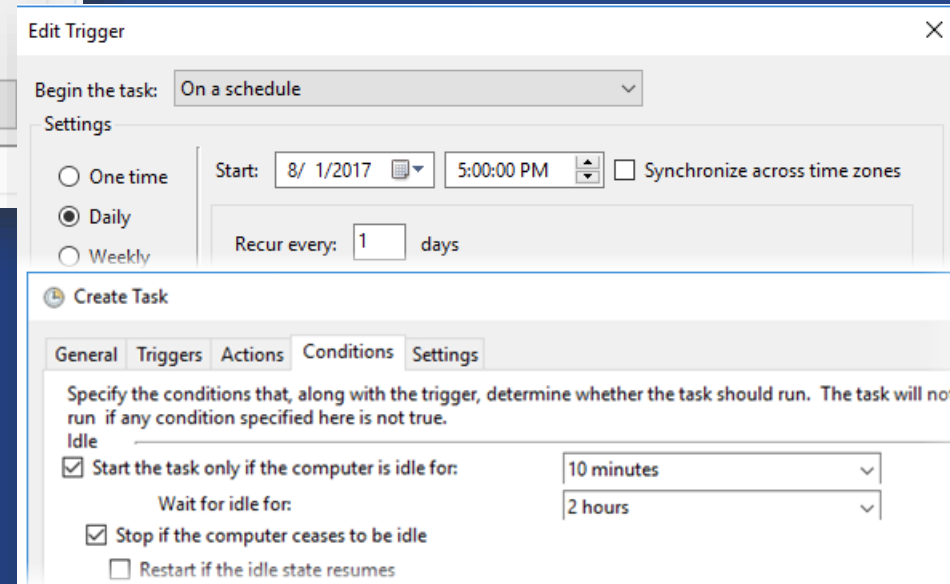 Edit Trigger
Begin the task: On a schedule
Settings
One time
Start: 8/ 1/2017 5:00:00 PM Synchronize across time zones
Daily
Recur every: 1 days
Weekly
Create Task
General Triggers Actions Conditions Settings
Specify the conditions that, along with the trigger, determine whether the task should run. The task will not
run if any condition specified here is not true.
Idle
Start the task only if the computer is idle for: 10 minutes
Wait for idle for: 2 hours
Stop if the computer ceases to be idle
Restart if the idle state resumes